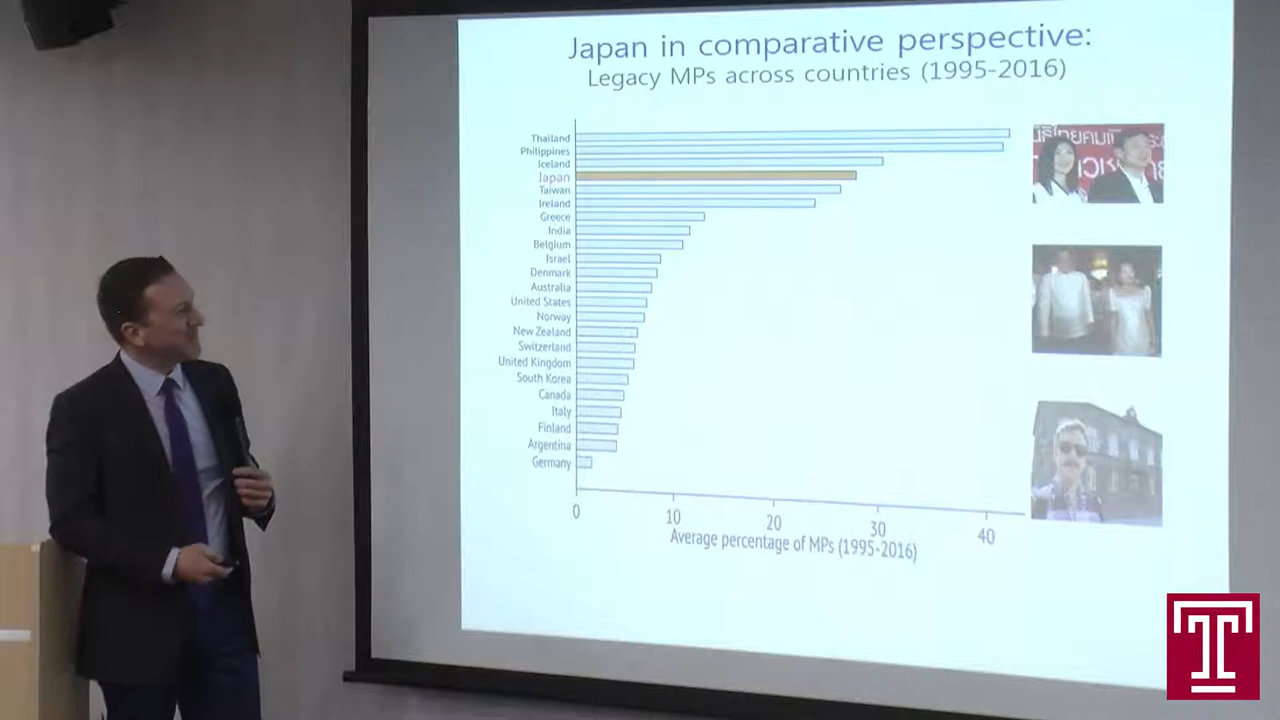 Japan in comparative perspective:
Legacy MPs across countries (1995-2016)
Thailand
Philippines
Iceland
Japan
Taiwan
Ireland
Greece
India
Belgium
Israel
Denmark
Australia
United States
Norway
New Zealand
Switzerland
United Kingdom
South Korea
Canada
Italy
Finland
Argentina
Germany
0 10 20 30 40
Average percentage of MPs (1995-2016)
T